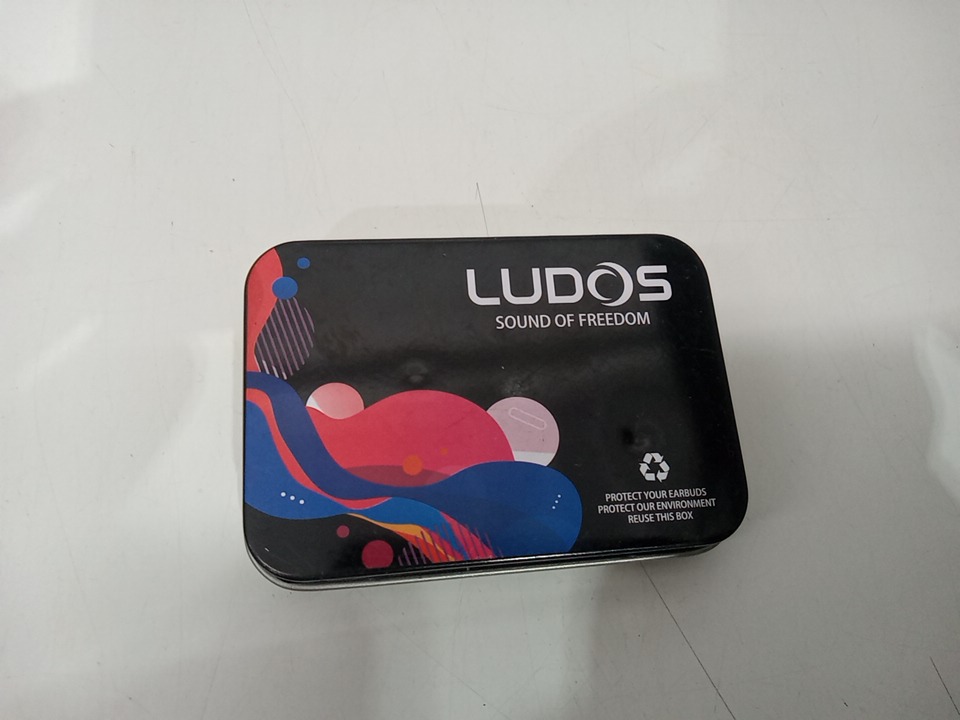 LUDOS
SOUND OF FREEDOM
PROTECT YOUR EARBUDS
PROTECT OUR ENVIRONMENT
REUSE THIS BOX